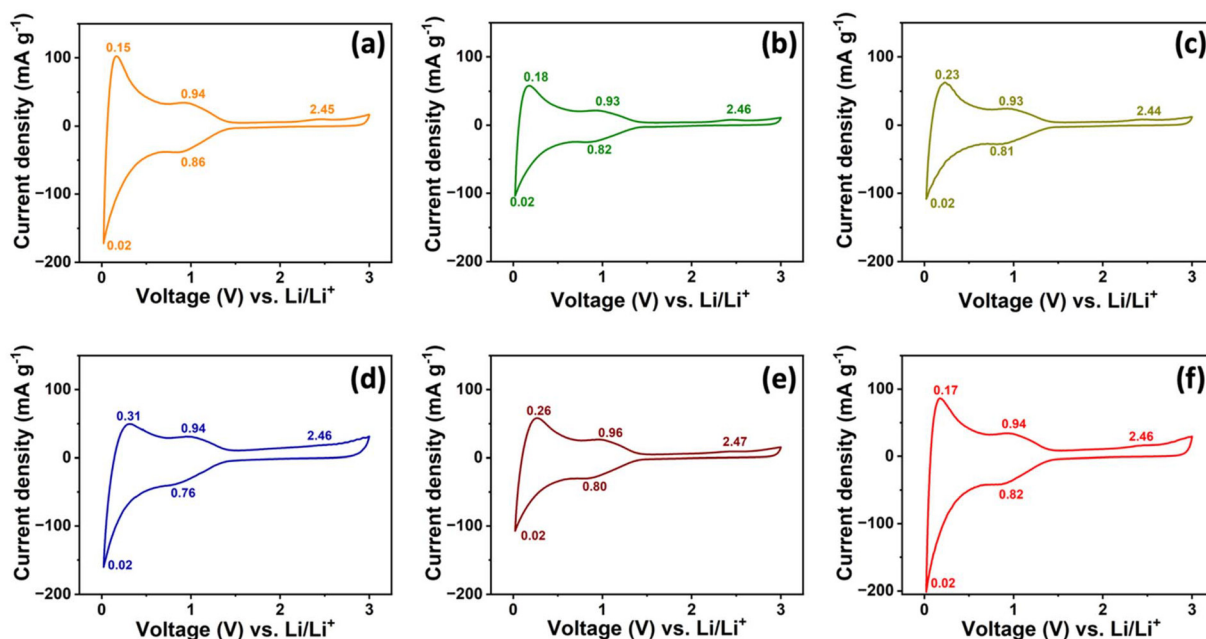 (a)
0.15
0.94
2.45
0.86
0.02
100
0
−100
−200
0 1 2 3
Current density (mA g⁻¹)
Voltage (V) vs. Li/Li⁺
(b)
0.18
0.93
2.46
0.82
0.02
100
0
−100
−200
0 1 2 3
Current density (mA g⁻¹)
Voltage (V) vs. Li/Li⁺
(c)
0.23
0.93
2.44
0.81
0.02
100
0
−100
−200
0 1 2 3
Current density (mA g⁻¹)
Voltage (V) vs. Li/Li⁺
(d)
0.31
0.94
2.46
0.76
0.02
100
0
−100
−200
0 1 2 3
Current density (mA g⁻¹)
Voltage (V) vs. Li/Li⁺
(e)
0.26
0.96
2.47
0.80
0.02
100
0
−100
−200
0 1 2 3
Current density (mA g⁻¹)
Voltage (V) vs. Li/Li⁺
(f)
0.17
0.94
2.46
0.82
0.02
100
0
−100
−200
0 1 2 3
Current density (mA g⁻¹)
Voltage (V) vs. Li/Li⁺